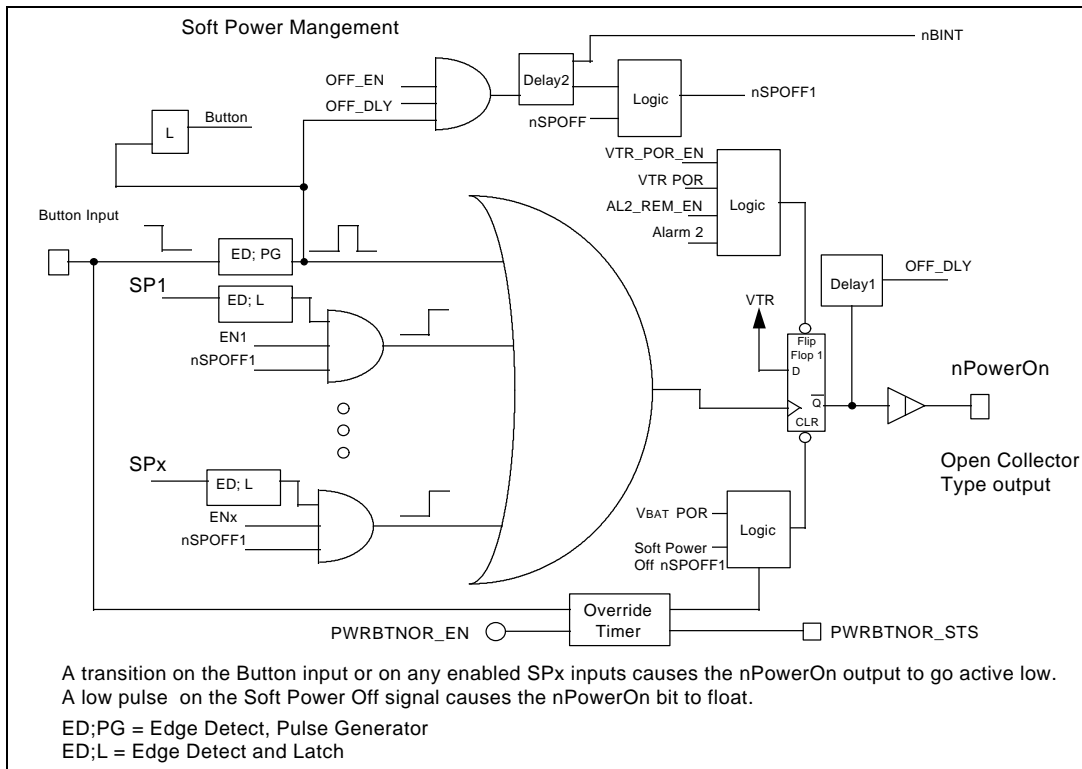 Soft Power Mangement
nBINT
OFF_EN
OFF_DLY
Delay2
Logic
nSPOFF1
nSPOFF
L
Button
VTR_POR_EN
VTR POR
AL2_REM_EN
Alarm 2
Logic
Button Input
ED; PG
SP1
ED; L
EN1
nSPOFF1
OFF_DLY
Delay1
VTR
Flip
Flop 1
D
Q
CLR
nPowerOn
Open Collector
Type output
SPx
ED; L
ENx
nSPOFF1
VBAT POR
Soft Power
Off nSPOFF1
Logic
Override
Timer
PWRBTNOR_EN
PWRBTNOR_STS
A transition on the Button input or on any enabled SPx inputs causes the nPowerOn output to go active low.
A low pulse on the Soft Power Off signal causes the nPowerOn bit to float.
ED;PG = Edge Detect, Pulse Generator
ED;L = Edge Detect and Latch